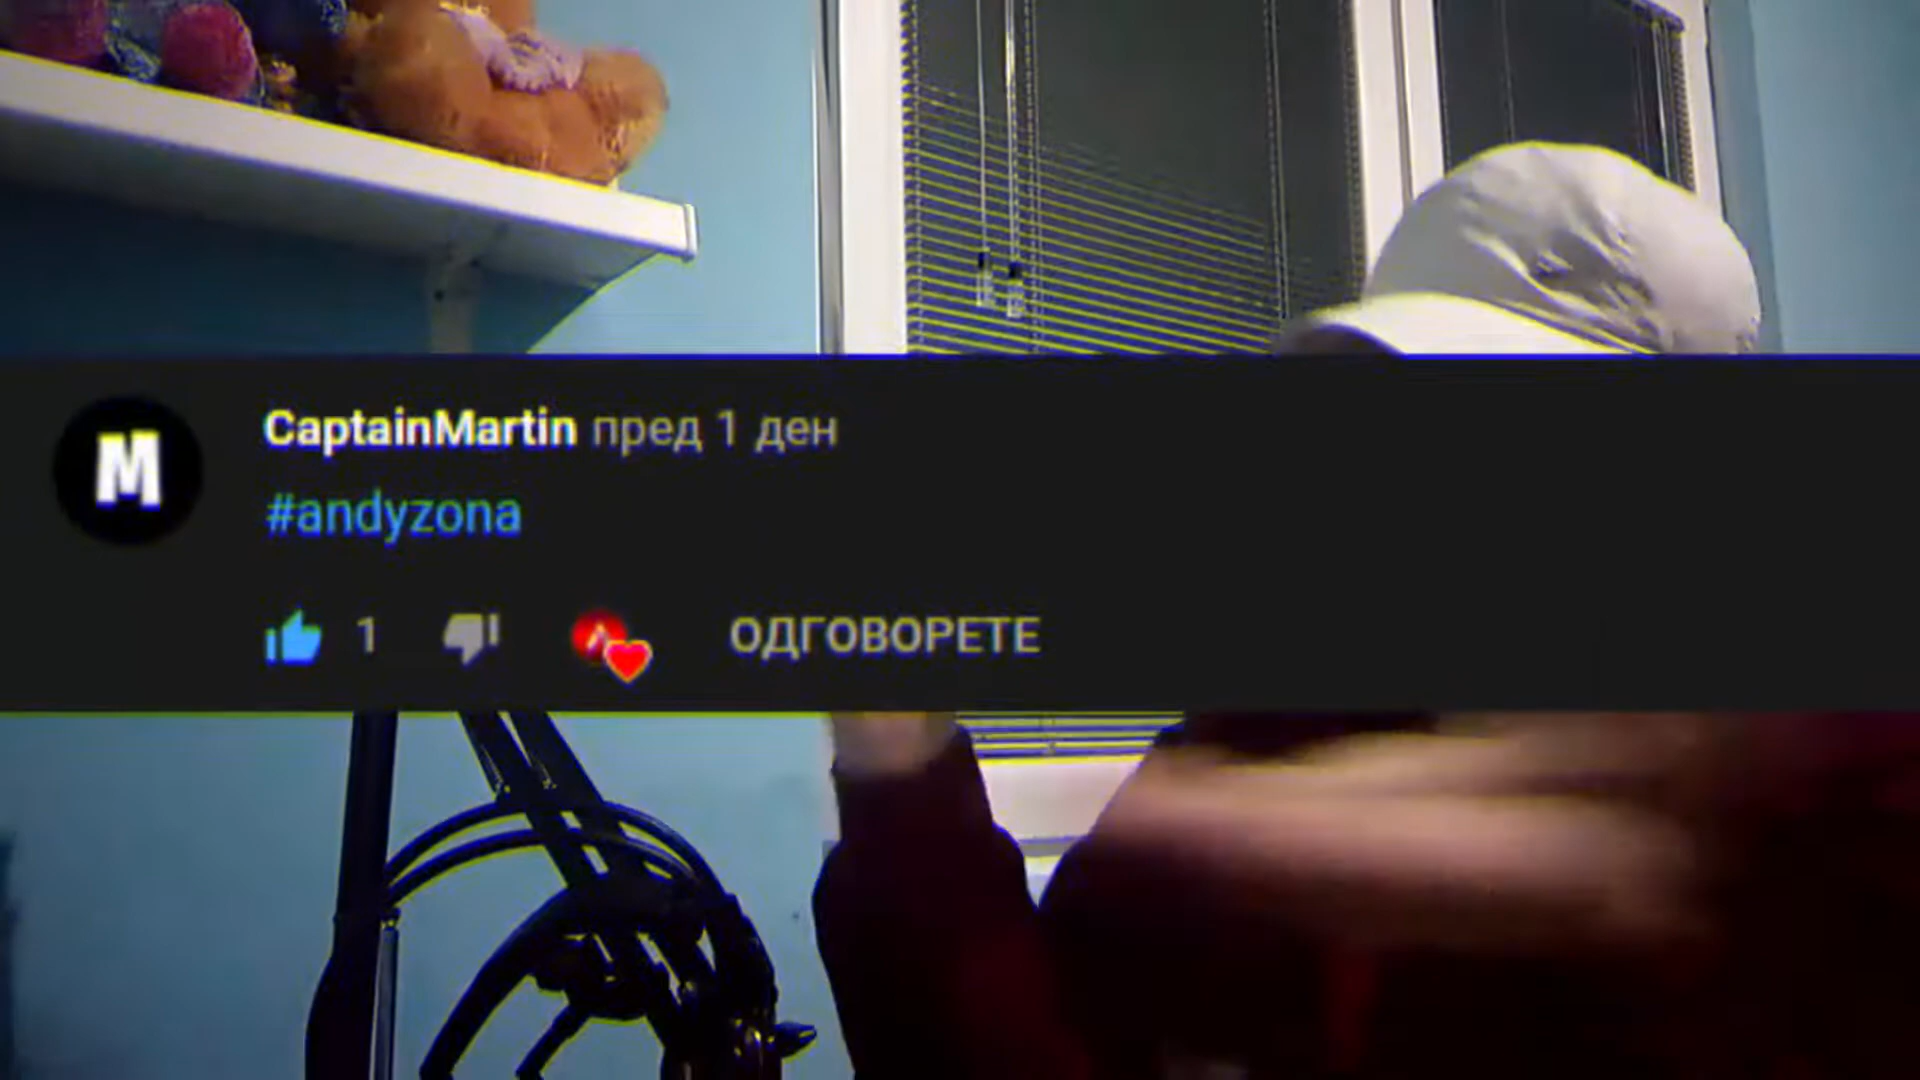 M
CaptainMartin пред 1 ден
#andyzona
1
ОДГОВОРЕТЕ